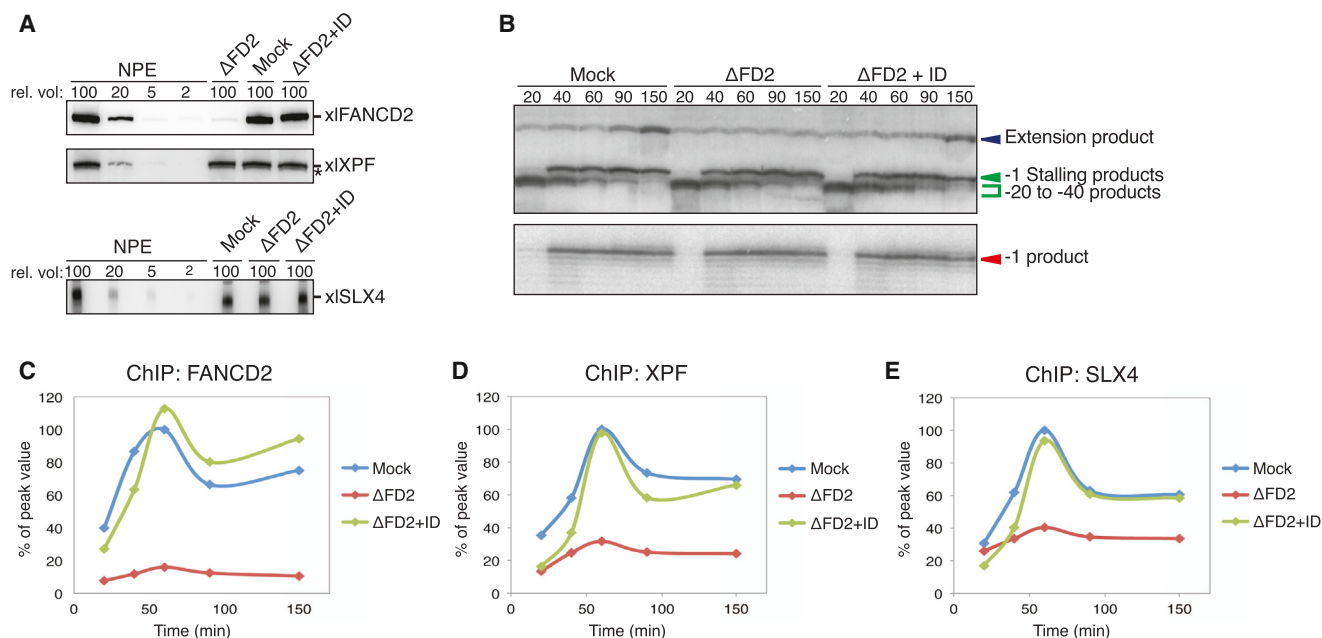 A
NPE
ΔFD2
Mock
ΔFD2+ID
rel. vol: 100 20 5 2 100 100 100
xlFANCD2
xlXPF
*
NPE
Mock
ΔFD2
ΔFD2+ID
rel. vol: 100 20 5 2 100 100 100
xlSLX4
B
Mock ΔFD2 ΔFD2 + ID
20 40 60 90 150 20 40 60 90 150 20 40 60 90 150
Extension product
-1 Stalling products
-20 to -40 products
-1 product
C
ChIP: FANCD2
% of peak value
120
100
80
60
40
20
0
0 50 100 150
Time (min)
Mock
ΔFD2
ΔFD2+ID
D
ChIP: XPF
% of peak value
120
100
80
60
40
20
0
0 50 100 150
Time (min)
Mock
ΔFD2
ΔFD2+ID
E
ChIP: SLX4
% of peak value
120
100
80
60
40
20
0
0 50 100 150
Time (min)
Mock
ΔFD2
ΔFD2+ID